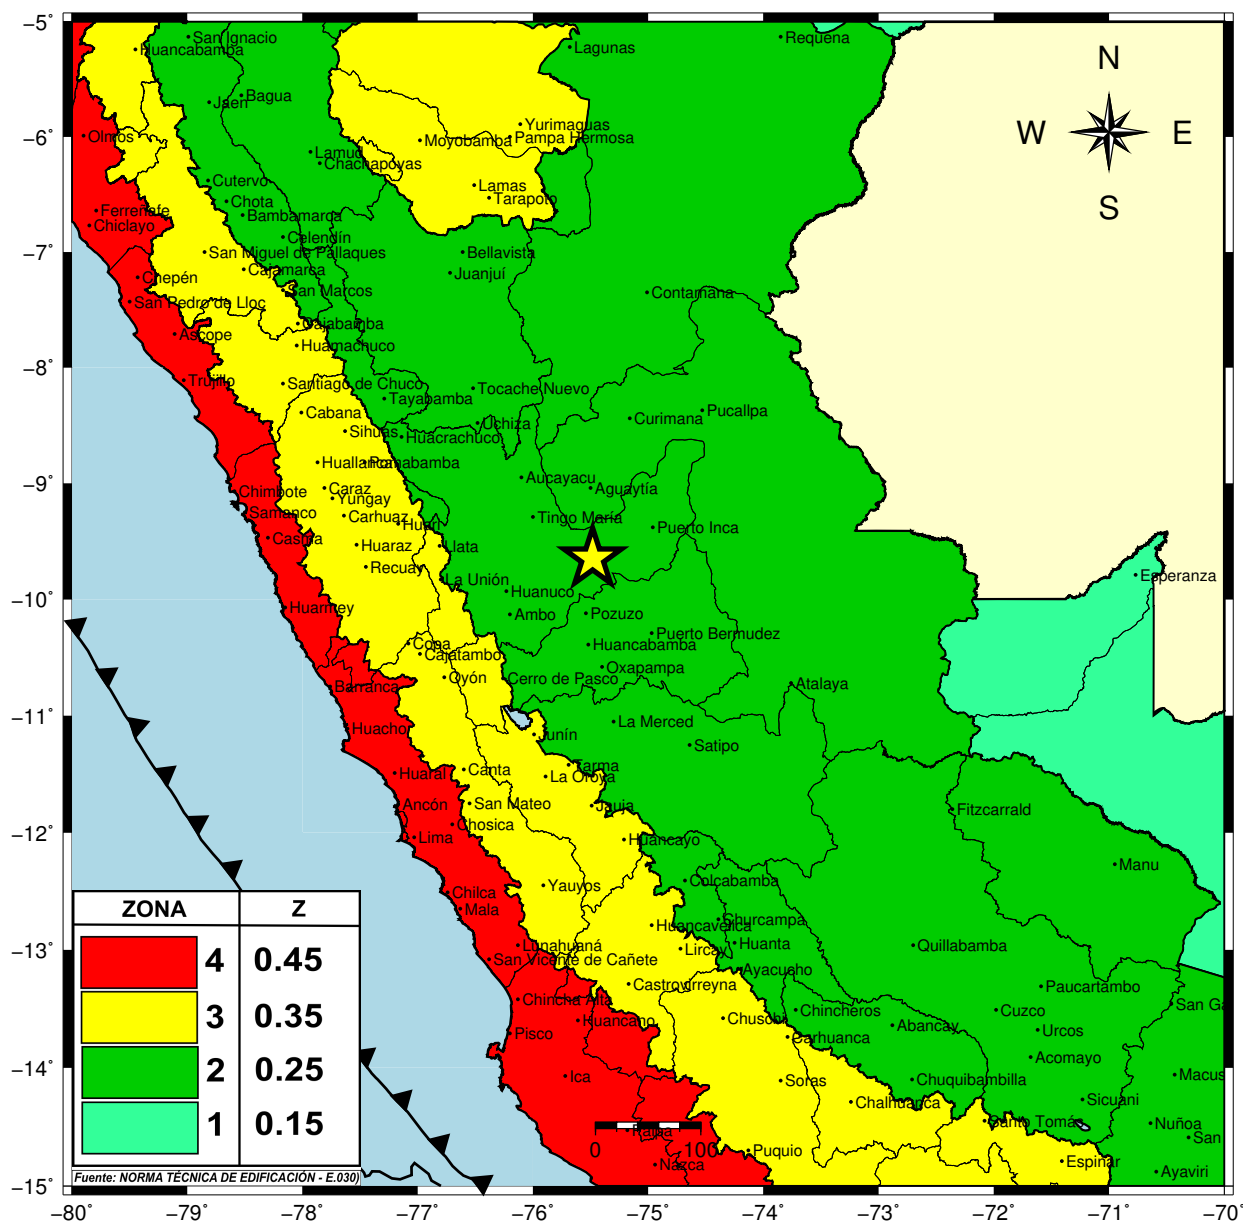 −5˚
San Ignacio
Requena
Huancabamba
Lagunas
N
Bagua
Jaen
−6˚
Olmos
Yurimaguas
Moyobamba
Pampa Hermosa
W
E
Lamud
Chachapoyas
Cutervo
Lamas
Tarapoto
Chota
Ferreñafe
Bambamarca
S
Chiclayo
Celendín
−7˚
San Miguel de Pallaques
Bellavista
Cajamarca
Juanjuí
Chepén
San Marcos
Contamana
San Pedro de Lloc
Cajabamba
Ascope
Huamachuco
−8˚
Trujillo
Santiago de Chuco
Tocache Nuevo
Tayabamba
Cabana
Pucallpa
Curimana
Sihuas
Huacrachuco
Uchiza
Huallanca
Pomabamba
−9˚
Chimbote
Caraz
Aucayacu
Aguaytía
Yungay
Samanco
Carhuaz
Huari
Tingo María
Puerto Inca
Casma
Huaraz
Llata
Recuay
La Unión
Esperanza
−10˚
Huarmey
Huanuco
Ambo
Pozuzo
Puerto Bermudez
Copa
Cajatambo
Huancabamba
Oxapampa
Barranca
Oyón
Cerro de Pasco
Atalaya
−11˚
Huacho
La Merced
Junín
Satipo
Huaral
Canta
Tarma
La Oroya
Ancón
San Mateo
Jauja
Fitzcarrald
−12˚
Lima
Chosica
Huancayo
Manu
Chilca
Yauyos
Colcabamba
Mala
Churcampa
Huancavelica
−13˚
Lunahuaná
San Vicente de Cañete
Lircay
Huanta
Quillabamba
Ayacucho
Castrovirreyna
Paucartambo
Chincha Alta
San Ga
Huancano
Chuschi
Chincheros
Cuzco
Pisco
Carhuanca
Abancay
Urcos
−14˚
Ica
Soras
Acomayo
Chuquibambilla
Macus
Chalhuanca
Sicuani
Palpa
Santo Tomás
Nuñoa
San
0
100
Puquio
Nazca
Espinar
Ayaviri
−15˚
ZONA Z
4 0.45
3 0.35
2 0.25
1 0.15
Fuente: NORMA TÉCNICA DE EDIFICACIÓN - E.030)
−80˚ −79˚ −78˚ −77˚ −76˚ −75˚ −74˚ −73˚ −72˚ −71˚ −70˚